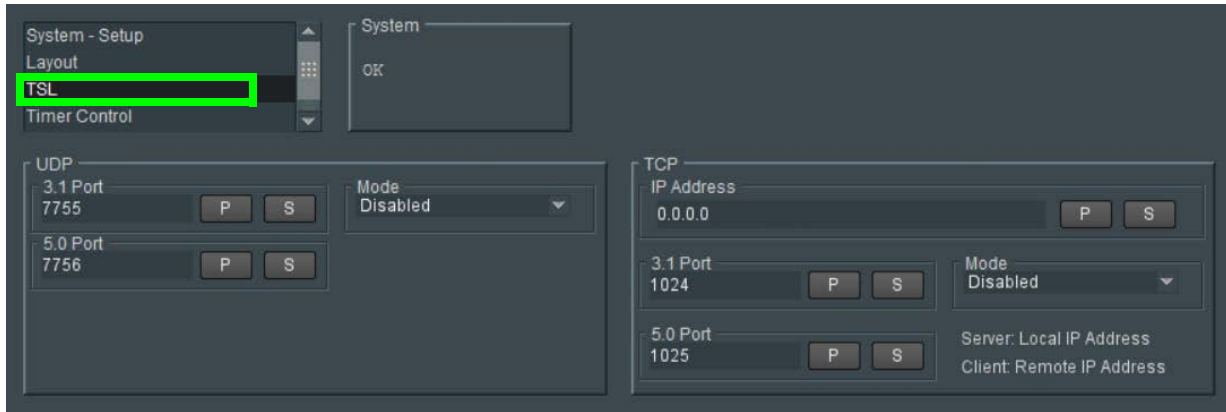 System - Setup
Layout
TSL
Timer Control
System
OK
UDP
3.1 Port
7755 P S
Mode
Disabled
5.0 Port
7756 P S
TCP
IP Address
0.0.0.0 P S
3.1 Port
1024 P S
Mode
Disabled
5.0 Port
1025 P S
Server: Local IP Address
Client: Remote IP Address